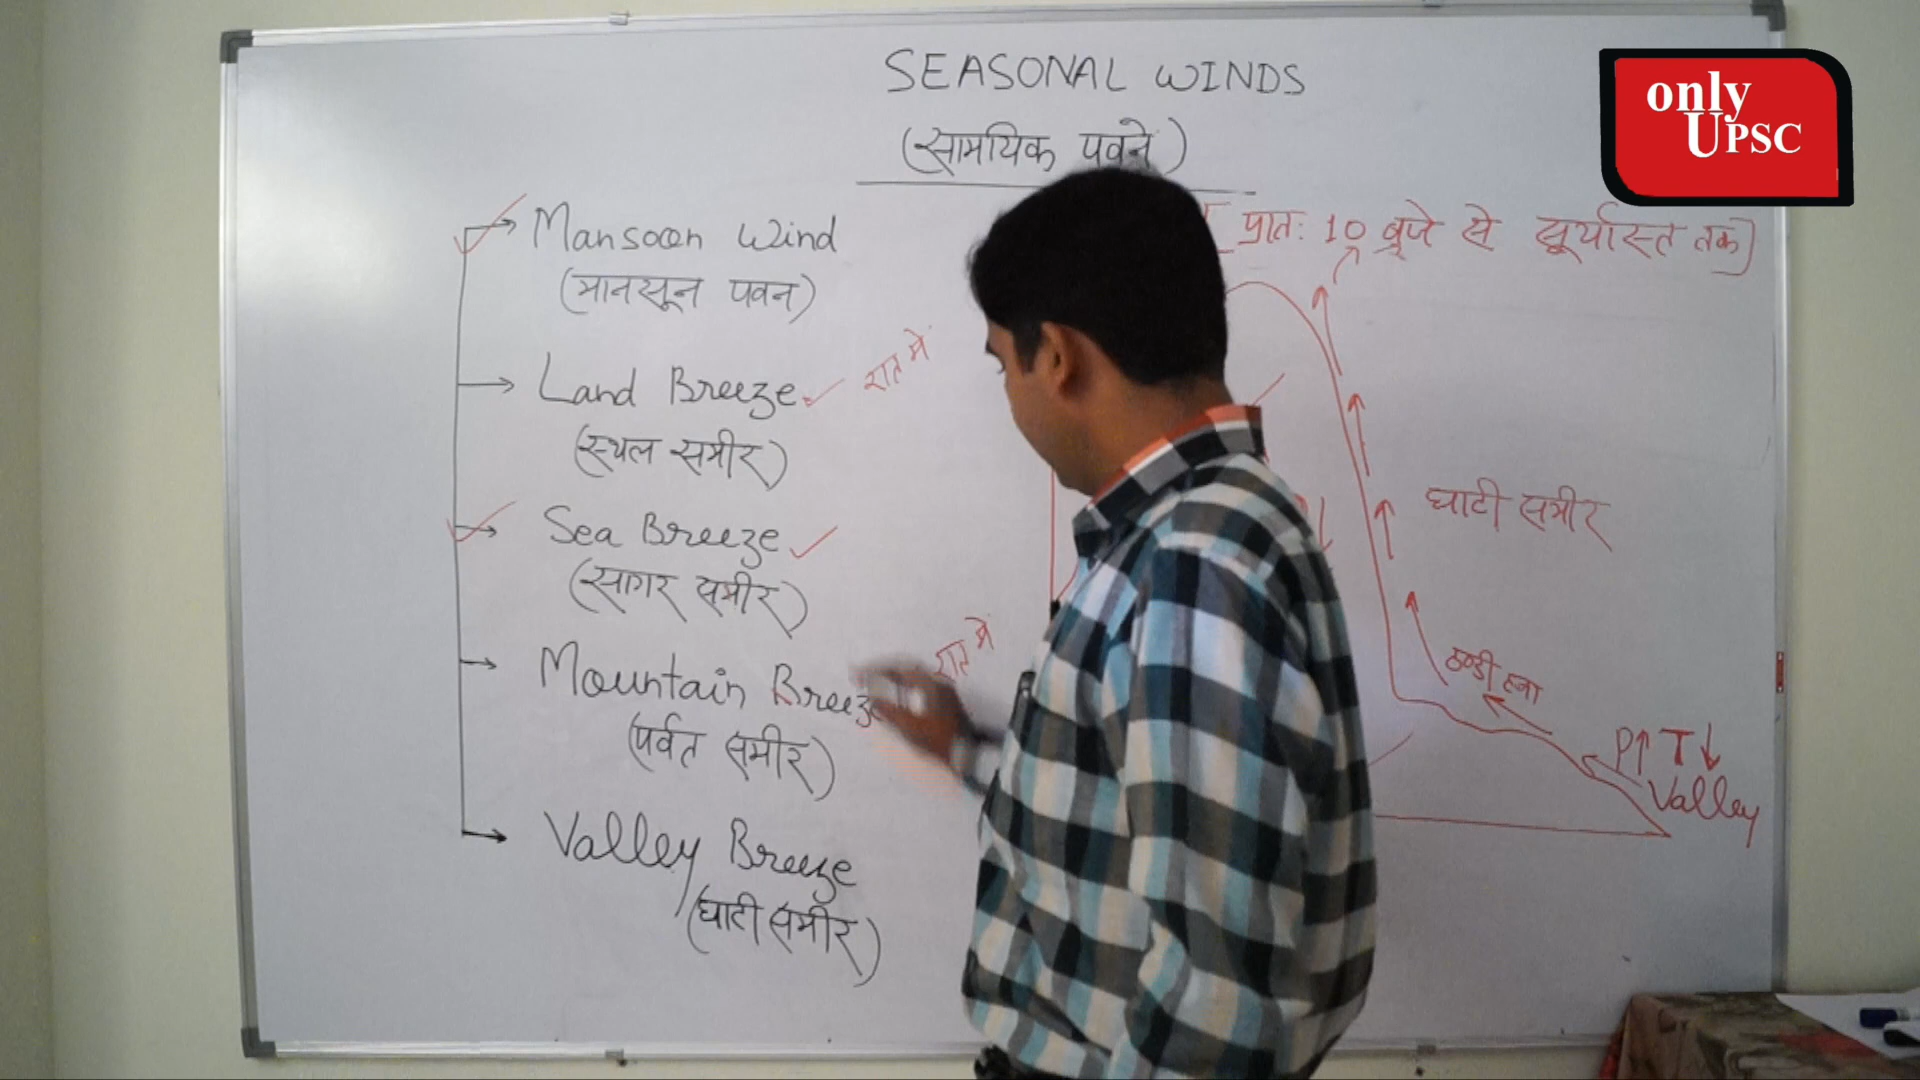 SEASONAL WINDS
(सामयिक पवने)
only
UPSC
Mansoon Wind
(मानसून पवन)
Land Breeze
रात में
(स्थल समीर)
Sea Breeze
(सागर समीर)
Mountain Breeze
रात में
(पर्वत समीर)
Valley Breeze
(घाटी समीर)
[प्रातः 10 बजे से सूर्यास्त तक]
घाटी समीर
ठण्डी हवा
P↑ T↓
Valley